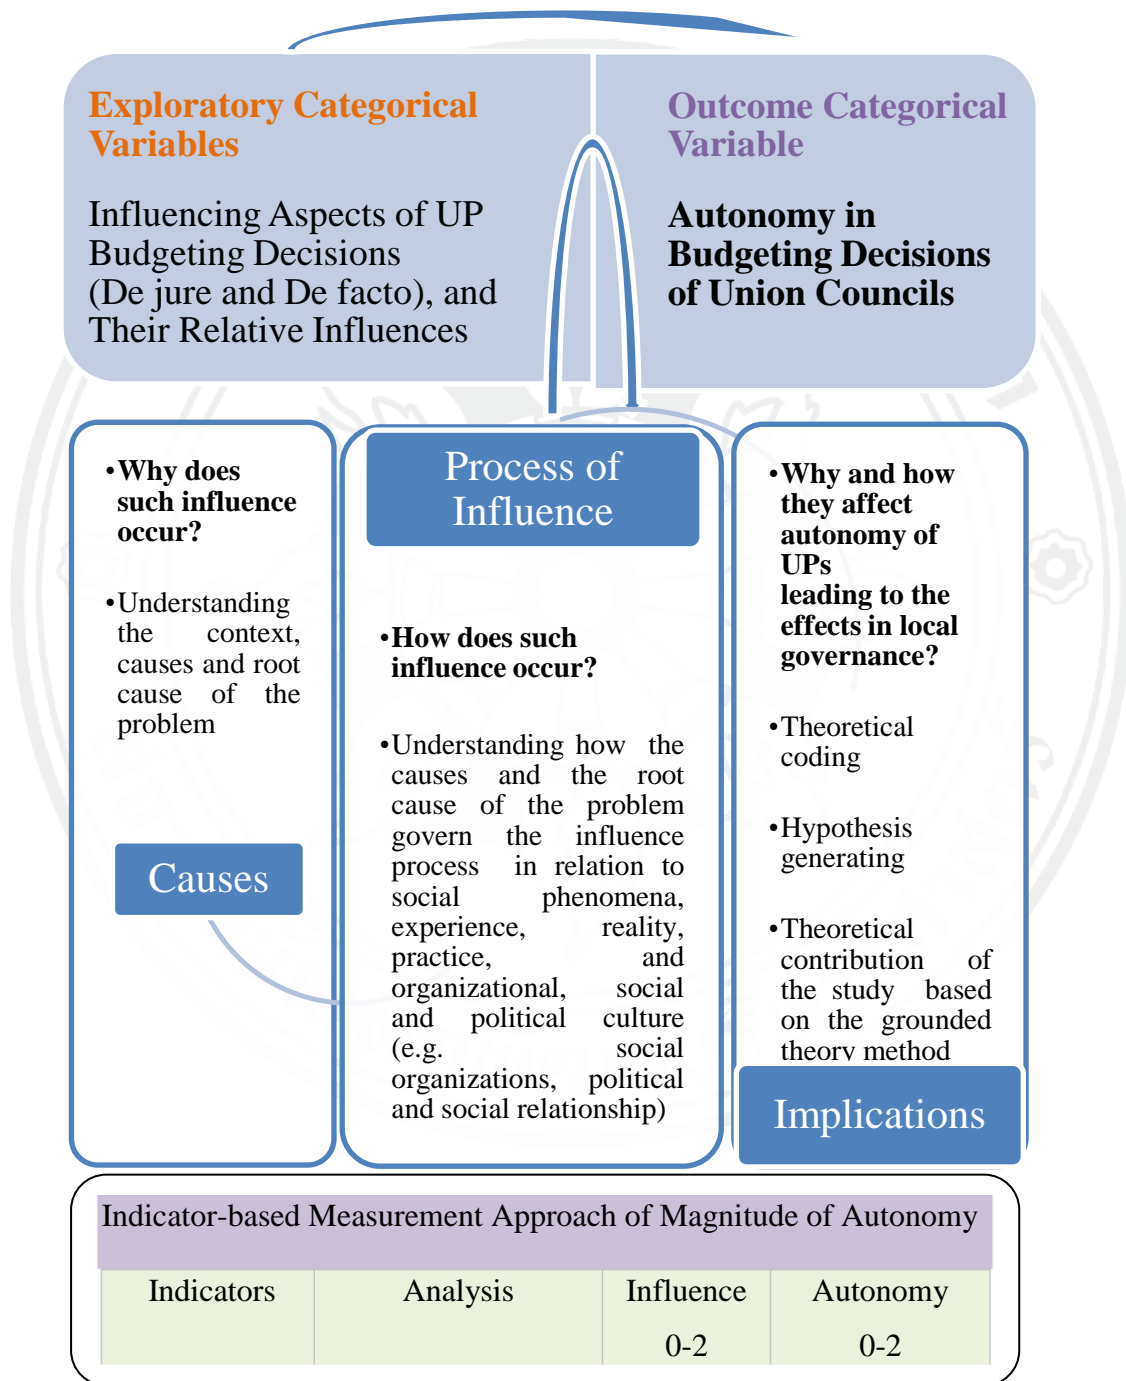 Exploratory Categorical
Variables
Influencing Aspects of UP
Budgeting Decisions
(De jure and De facto), and
Their Relative Influences
Outcome Categorical
Variable
Autonomy in
Budgeting Decisions
of Union Councils
•Why does
such influence
occur?
•Understanding
the context,
causes and root
cause of the
problem
Causes
Process of
Influence
•How does such
influence occur?
•Understanding how the
causes and the root
cause of the problem
govern the influence
process in relation to
social phenomena,
experience, reality,
practice, and
organizational, social
and political culture
(e.g. social
organizations, political
and social relationship)
•Why and how
they affect
autonomy of
UPs
leading to the
effects in local
governance?
•Theoretical
coding
•Hypothesis
generating
•Theoretical
contribution of
the study based
on the grounded
theory method
Implications
Indicator-based Measurement Approach of Magnitude of Autonomy
Indicators Analysis Influence Autonomy
0-2 0-2